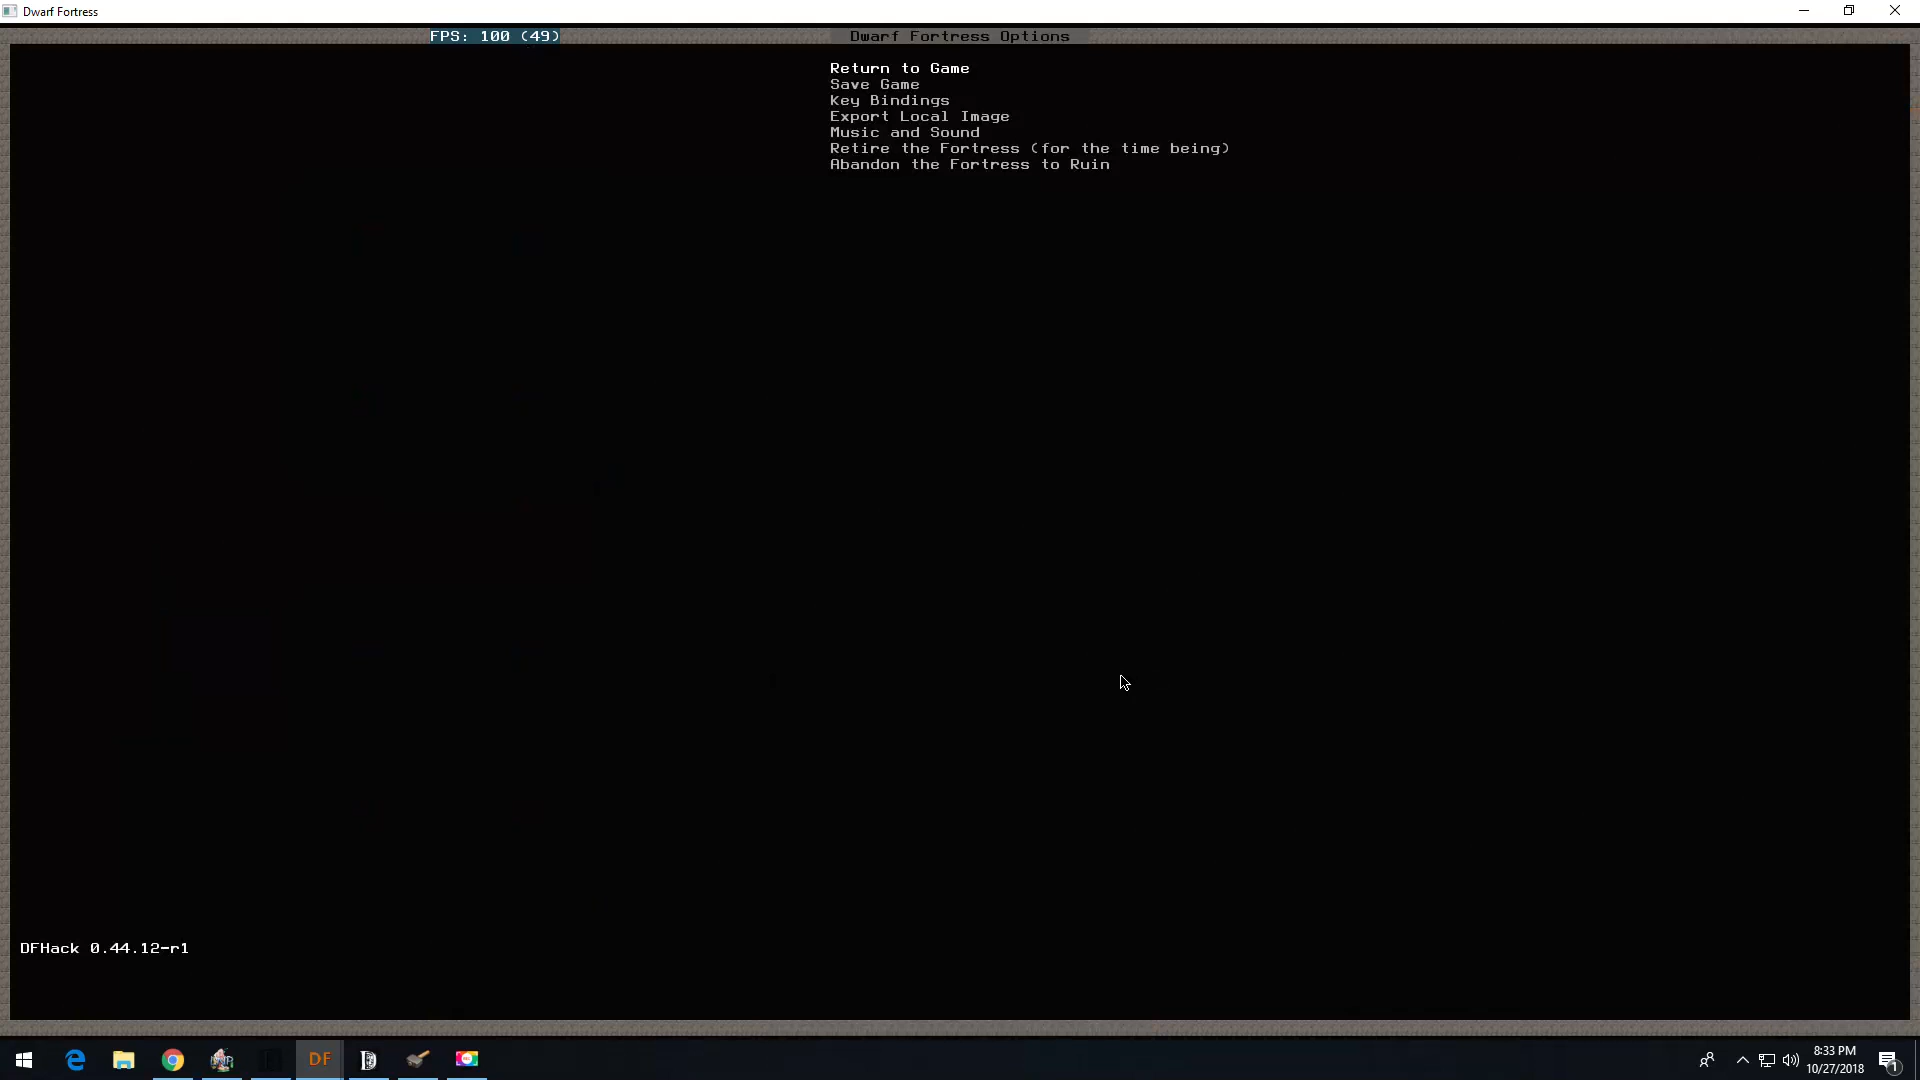 Dwarf Fortress
FPS: 100 (49)
Dwarf Fortress Options
Return to Game
Save Game
Key Bindings
Export Local Image
Music and Sound
Retire the Fortress (for the time being)
Abandon the Fortress to Ruin
DFHack 0.44.12-r1
DF
8:33 PM
10/27/2018
1